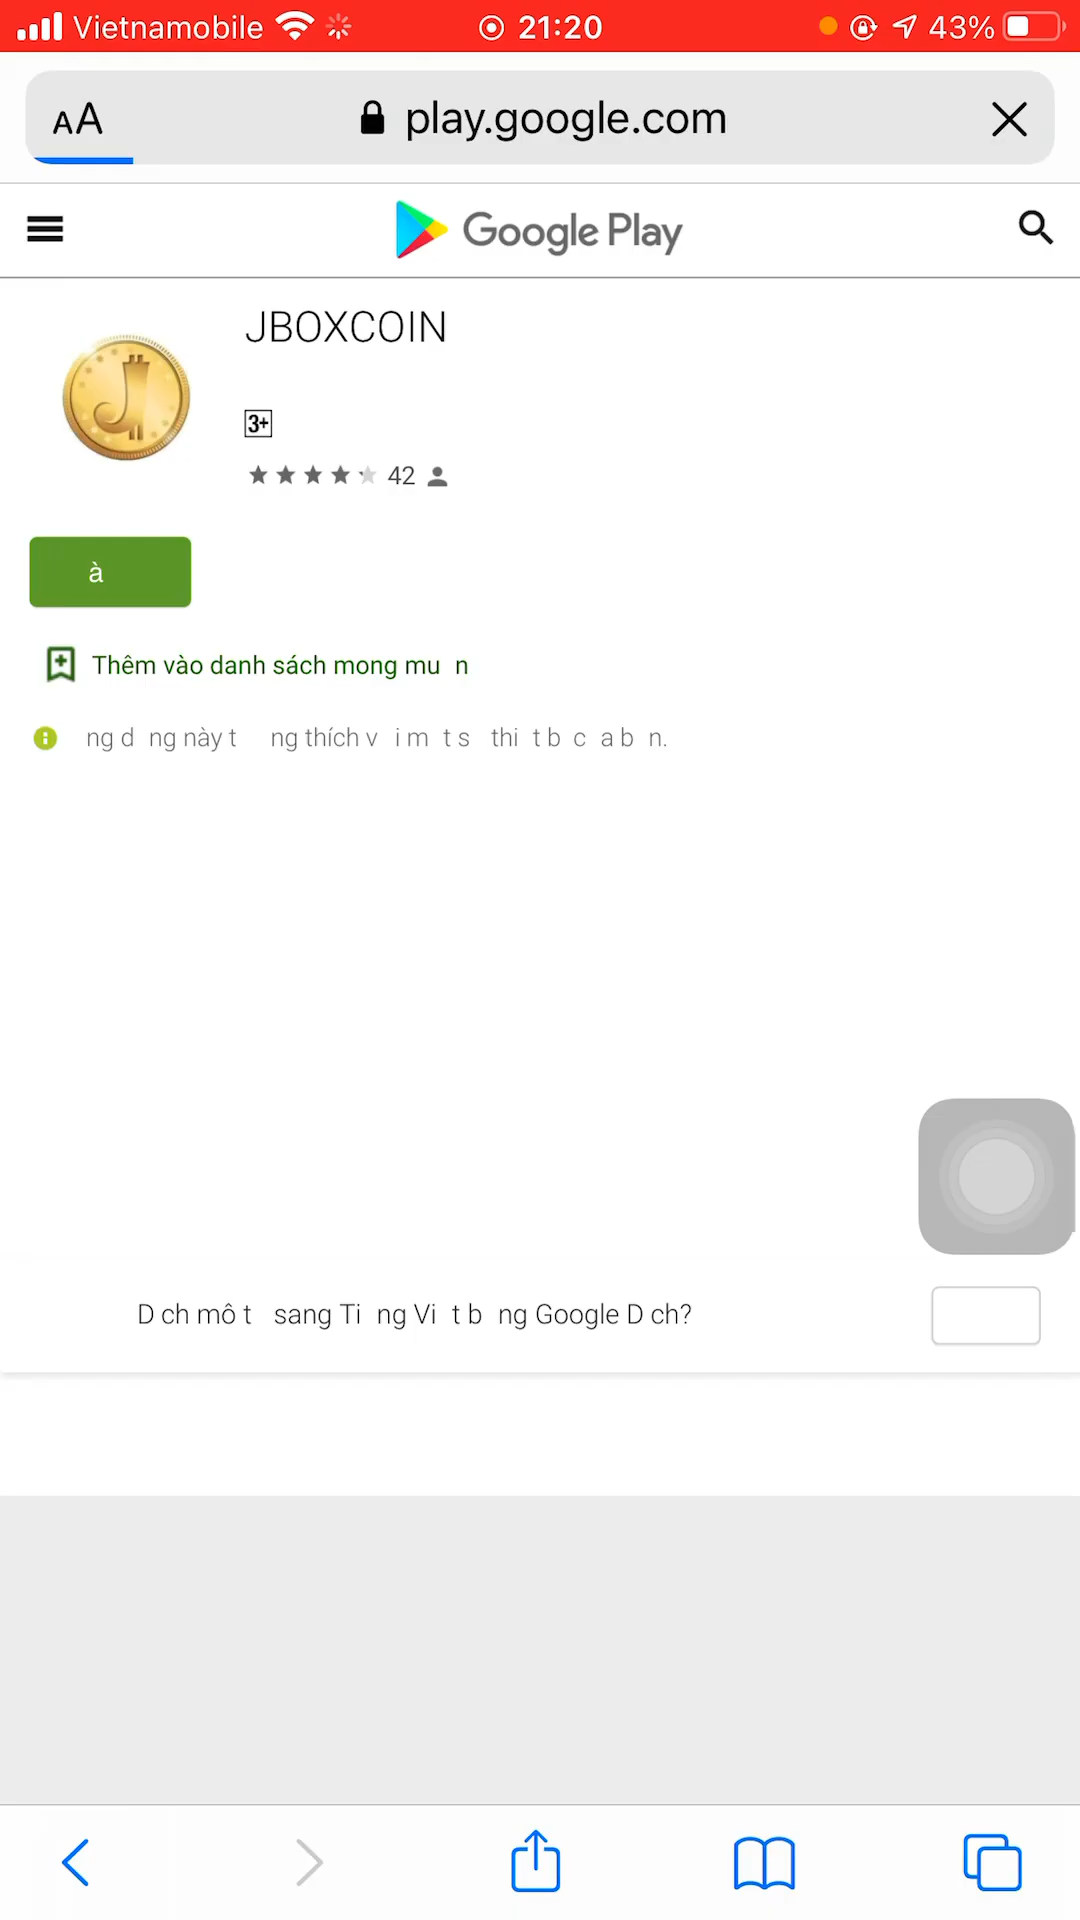 Vietnamobile 21:20 43%
AA play.google.com
Google Play
JBOXCOIN
3+
42
à
Thêm vào danh sách mong mu n
ng d ng này t ng thích v i m t s thi t b c a b n.
D ch mô t sang Ti ng Vi t b ng Google D ch?